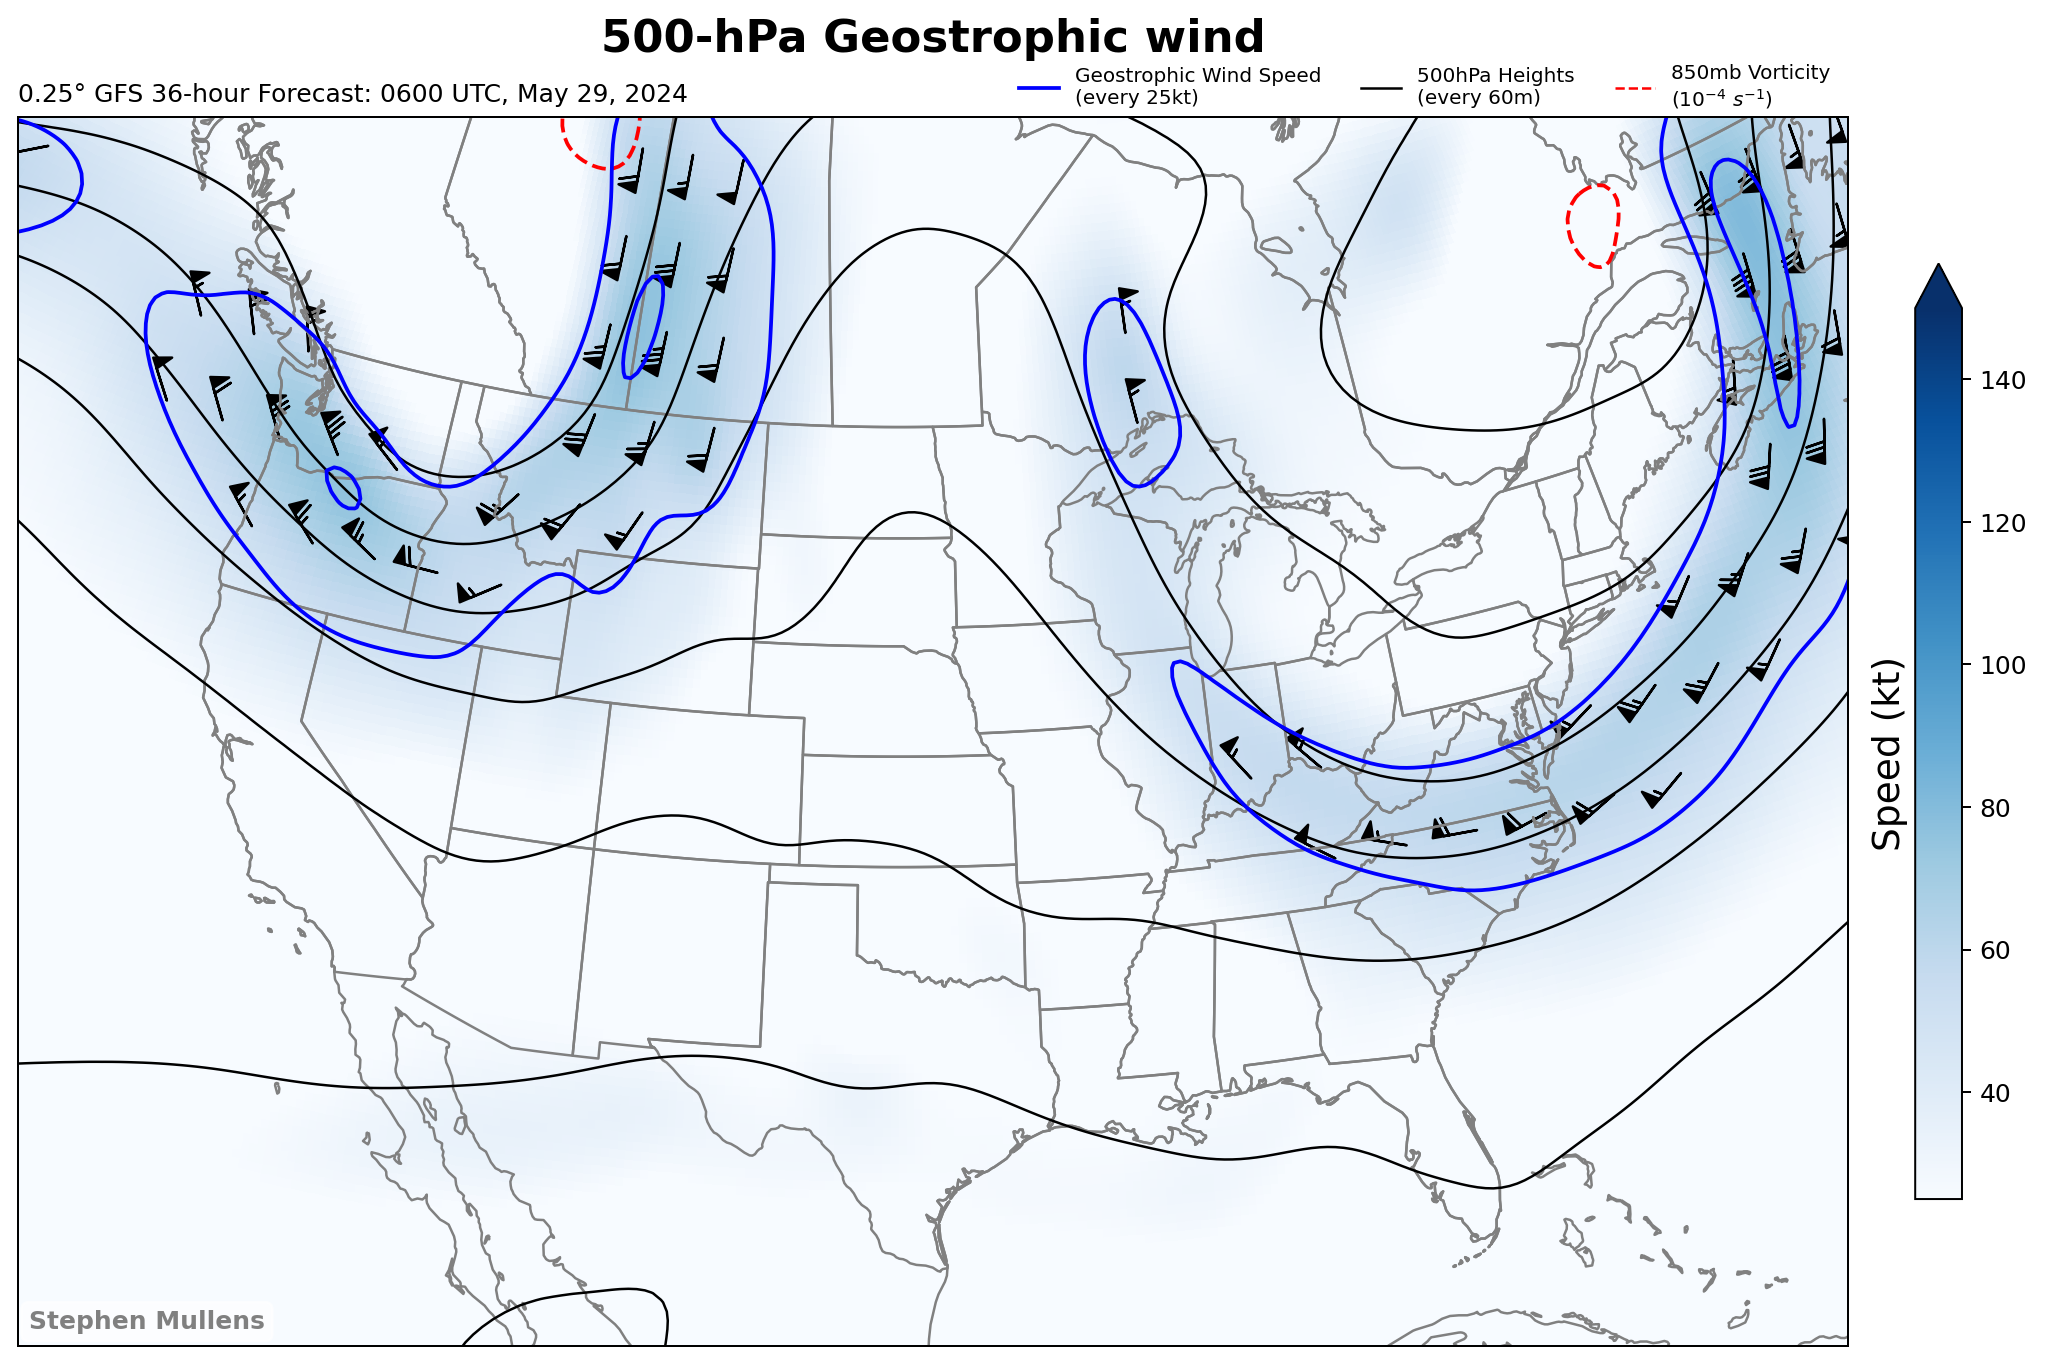 500-hPa Geostrophic wind
0.25° GFS 36-hour Forecast: 0600 UTC, May 29, 2024
Geostrophic Wind Speed
(every 25kt)
500hPa Heights
(every 60m)
850mb Vorticity
(10⁻⁴ s⁻¹)
140
120
100
80
60
40
Speed (kt)
Stephen Mullens